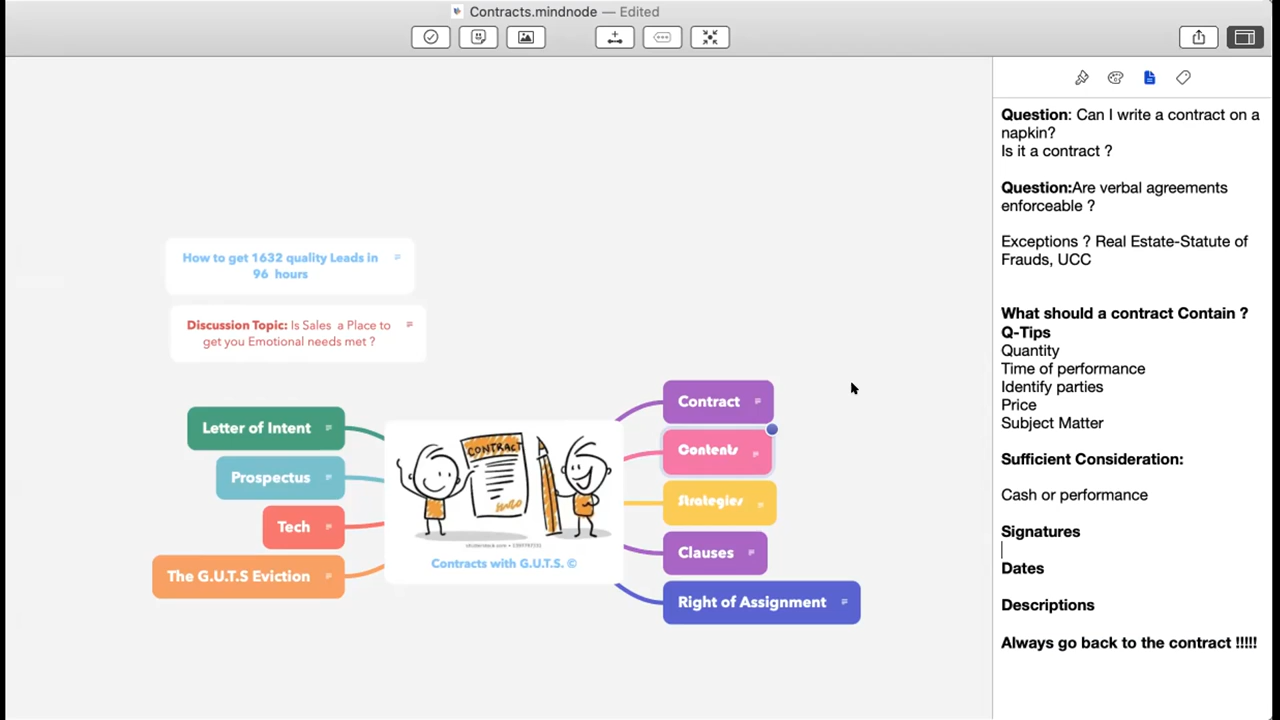 Contracts.mindnode — Edited
How to get 1632 quality Leads in
96 hours
Discussion Topic: Is Sales a Place to
get you Emotional needs met ?
Letter of Intent
Prospectus
Tech
The G.U.T.S Eviction
CONTRACT
Contracts with G.U.T.S. ©
Contract
Contents
Strategies
Clauses
Right of Assignment
Question: Can I write a contract on a
napkin?
Is it a contract ?
Question:Are verbal agreements
enforceable ?
Exceptions ? Real Estate-Statute of
Frauds, UCC
What should a contract Contain ?
Q-Tips
Quantity
Time of performance
Identify parties
Price
Subject Matter
Sufficient Consideration:
Cash or performance
Signatures
Dates
Descriptions
Always go back to the contract !!!!!